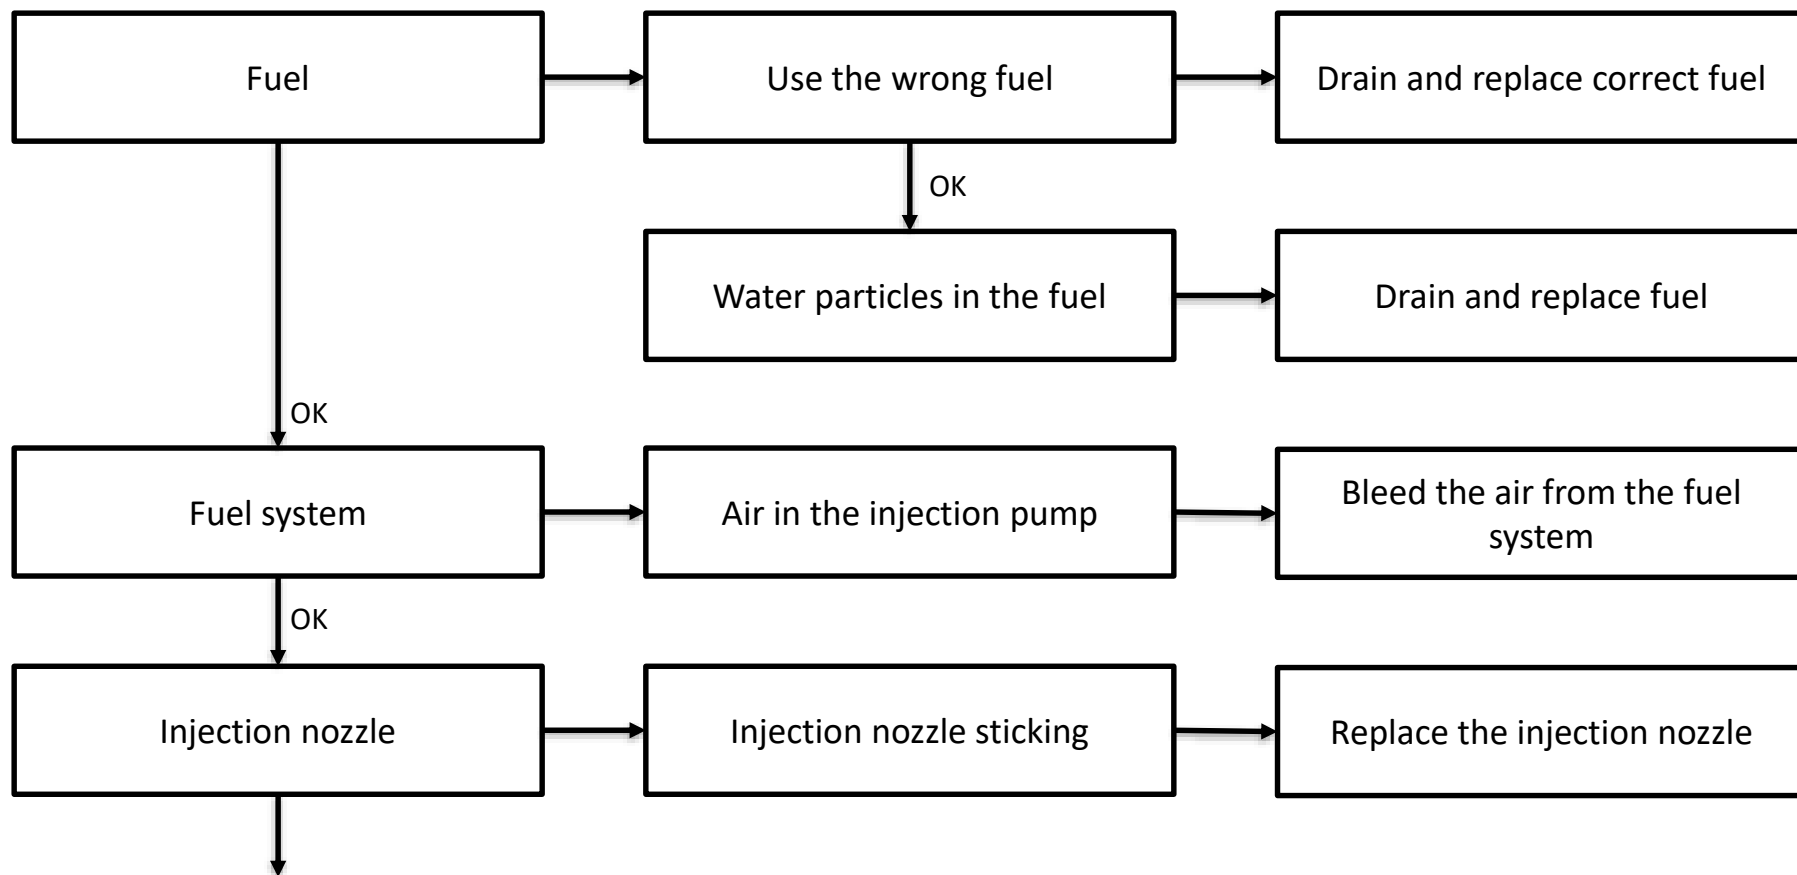 Fuel
Use the wrong fuel
Drain and replace correct fuel
OK
Water particles in the fuel
Drain and replace fuel
OK
Fuel system
Air in the injection pump
Bleed the air from the fuel
system
OK
Injection nozzle
Injection nozzle sticking
Replace the injection nozzle